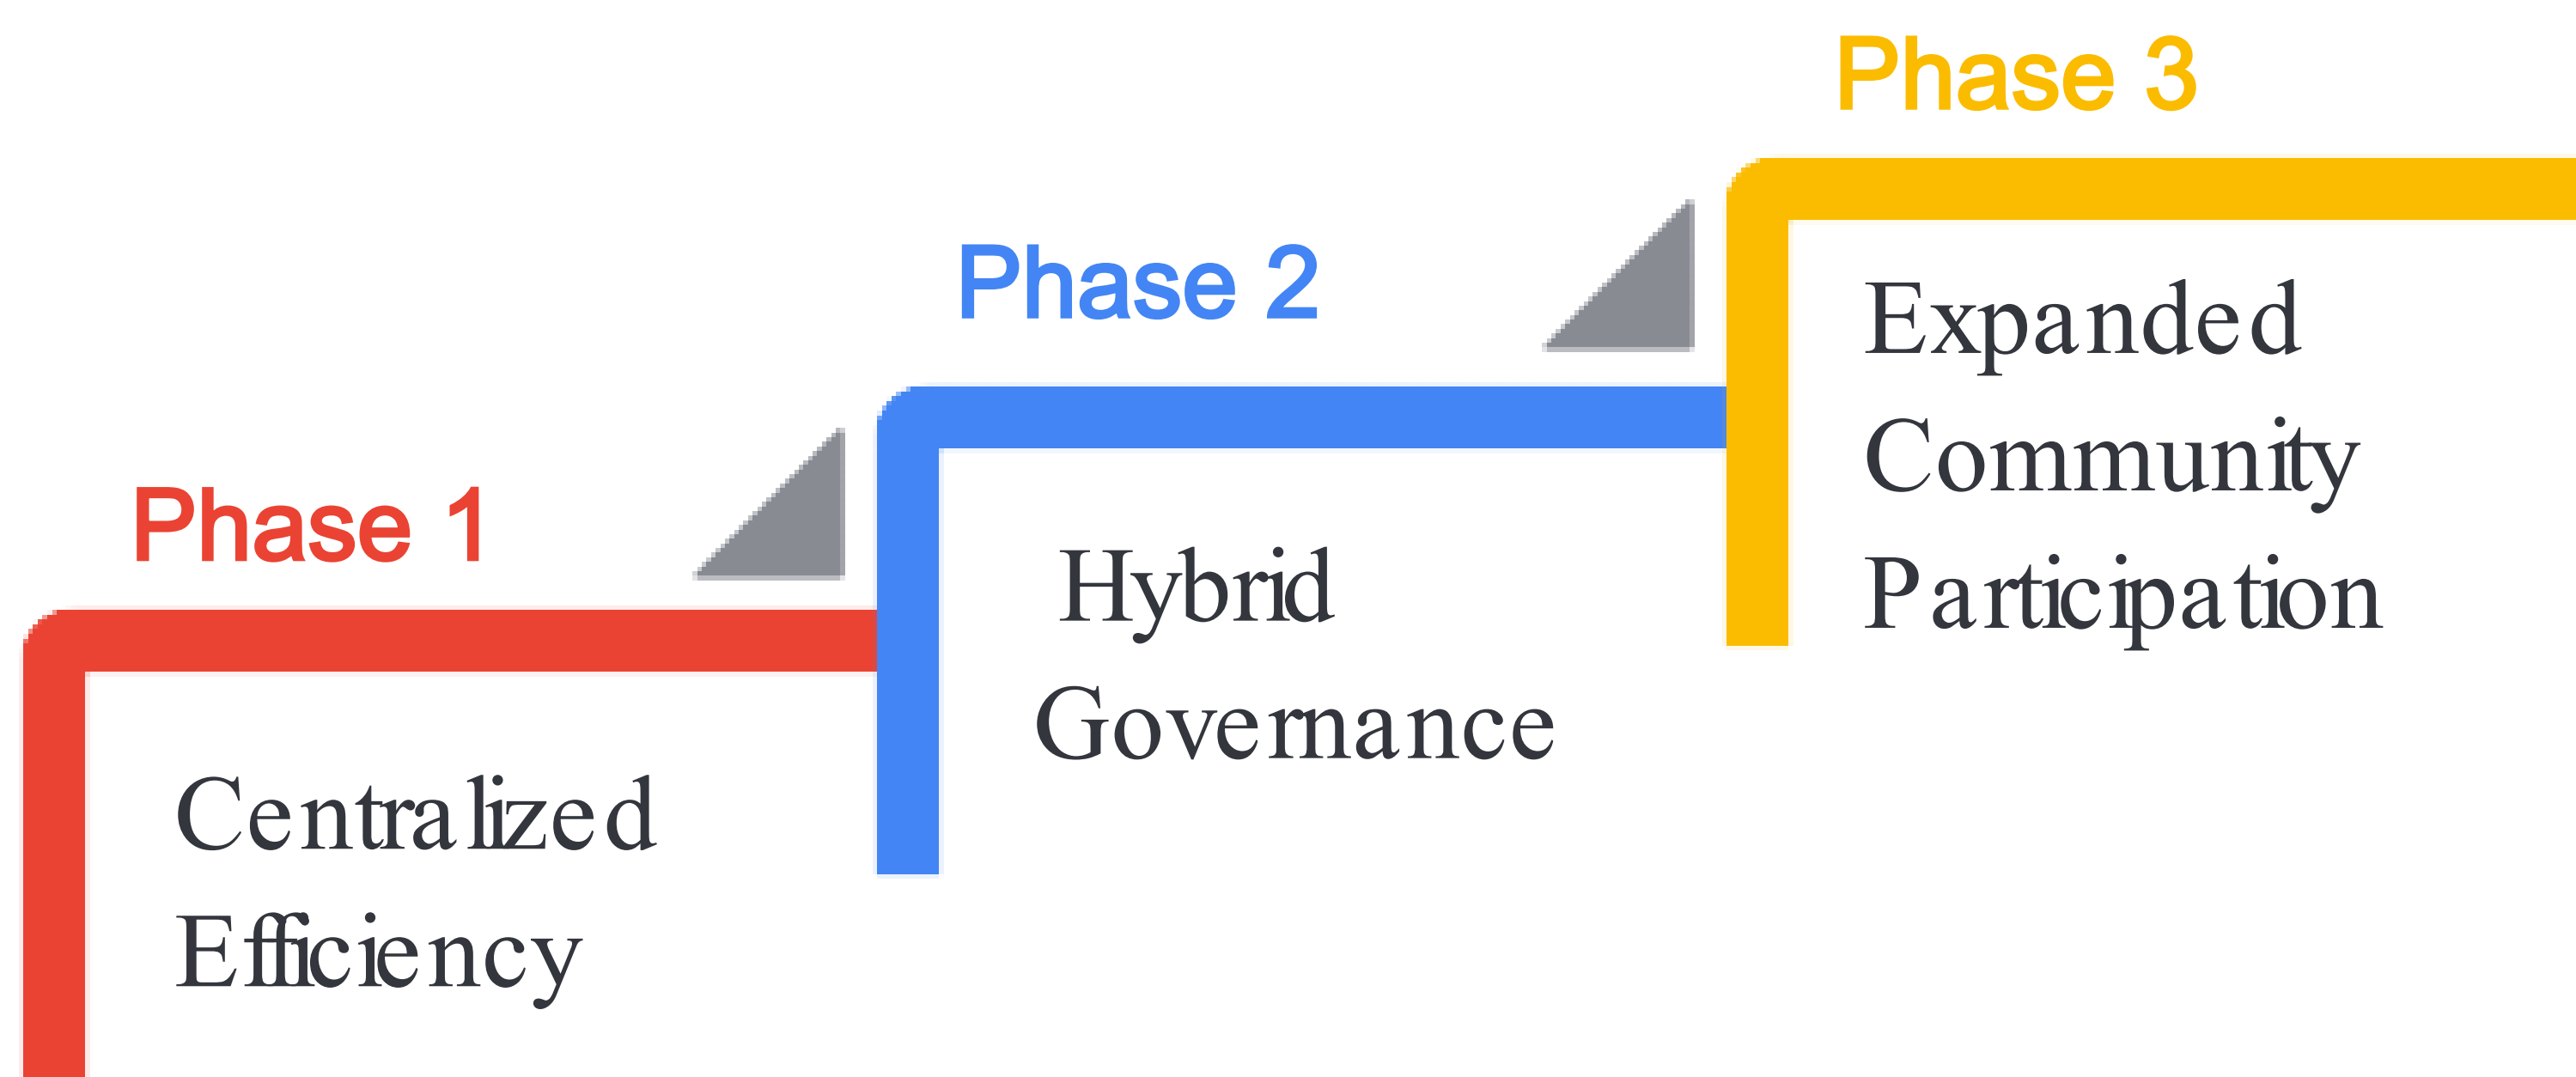 Phase 1
Centralized
Efficiency
Phase 2
Hybrid
Governance
Phase 3
Expanded
Community
Participation